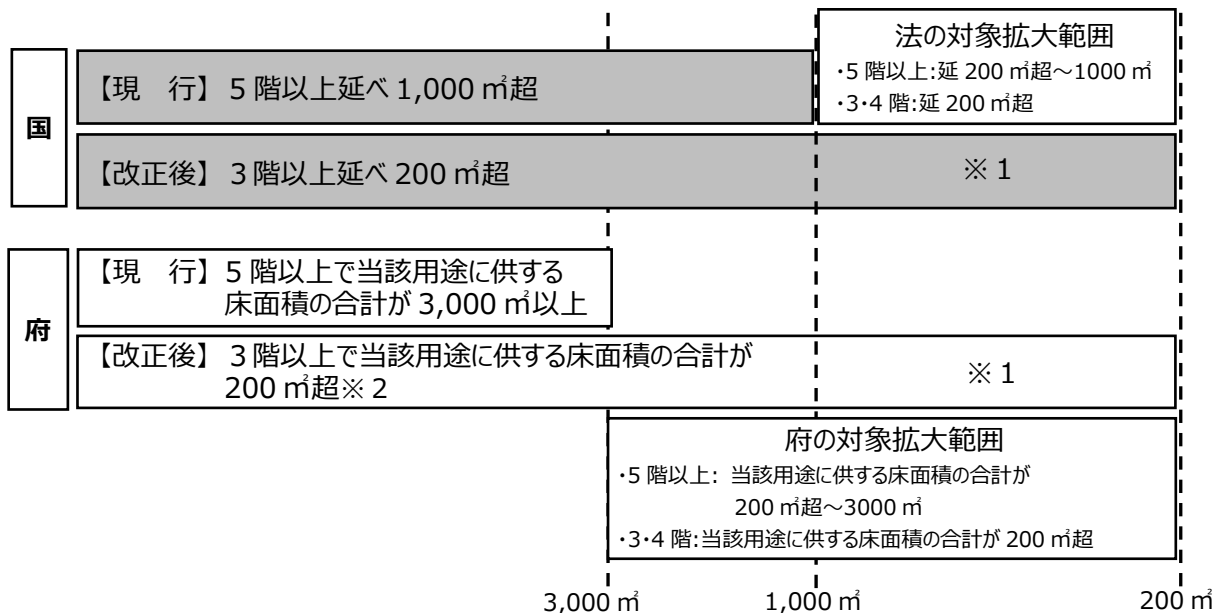 国
【現　行】５階以上延べ 1,000 ㎡超
法の対象拡大範囲
・5 階以上:延 200 ㎡超～1000 ㎡
・3・4 階:延 200 ㎡超
【改正後】３階以上延べ 200 ㎡超
※１
府
【現　行】５階以上で当該用途に供する
床面積の合計が 3,000 ㎡以上
【改正後】３階以上で当該用途に供する床面積の合計が
200 ㎡超※２
※１
府の対象拡大範囲
・5 階以上: 当該用途に供する床面積の合計が
200 ㎡超～3000 ㎡
・3・4 階:当該用途に供する床面積の合計が 200 ㎡超
3,000 ㎡
1,000 ㎡
200 ㎡